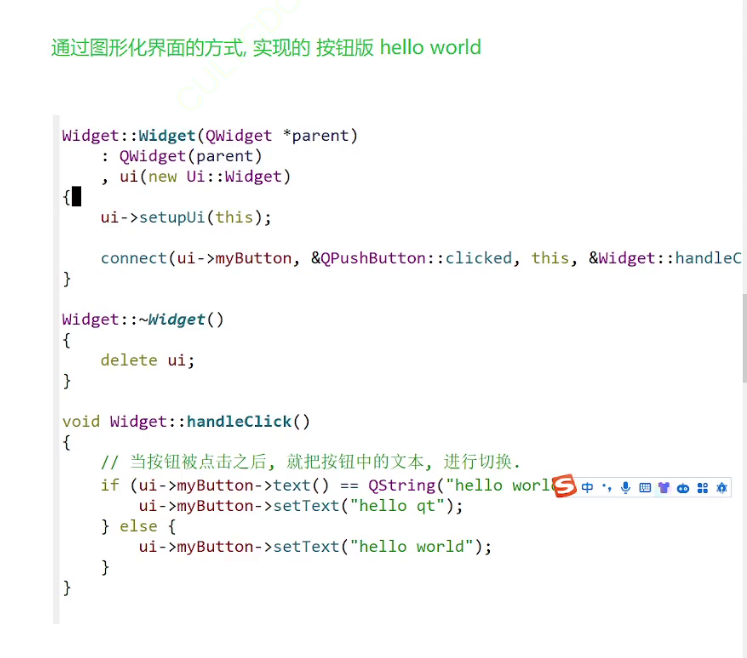 通过图形化界面的方式, 实现的 按钮版 hello world
Widget::Widget(QWidget *parent)
    : QWidget(parent)
    , ui(new Ui::Widget)
{
    ui->setupUi(this);
    connect(ui->myButton, &QPushButton::clicked, this, &Widget::handleC
}
Widget::~Widget()
{
    delete ui;
}
void Widget::handleClick()
{
    // 当按钮被点击之后, 就把按钮中的文本, 进行切换.
    if (ui->myButton->text() == QString("hello worl
        ui->myButton->setText("hello qt");
    } else {
        ui->myButton->setText("hello world");
    }
}